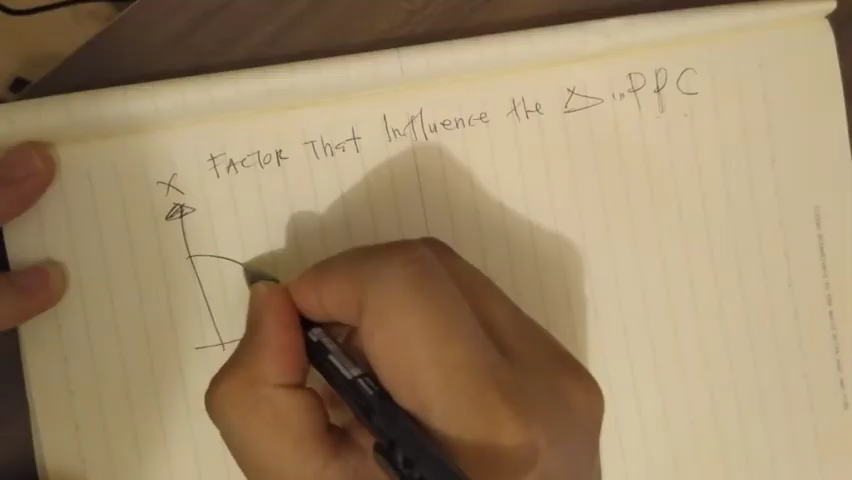 FACTOR That Influence the Δ in PPC
X